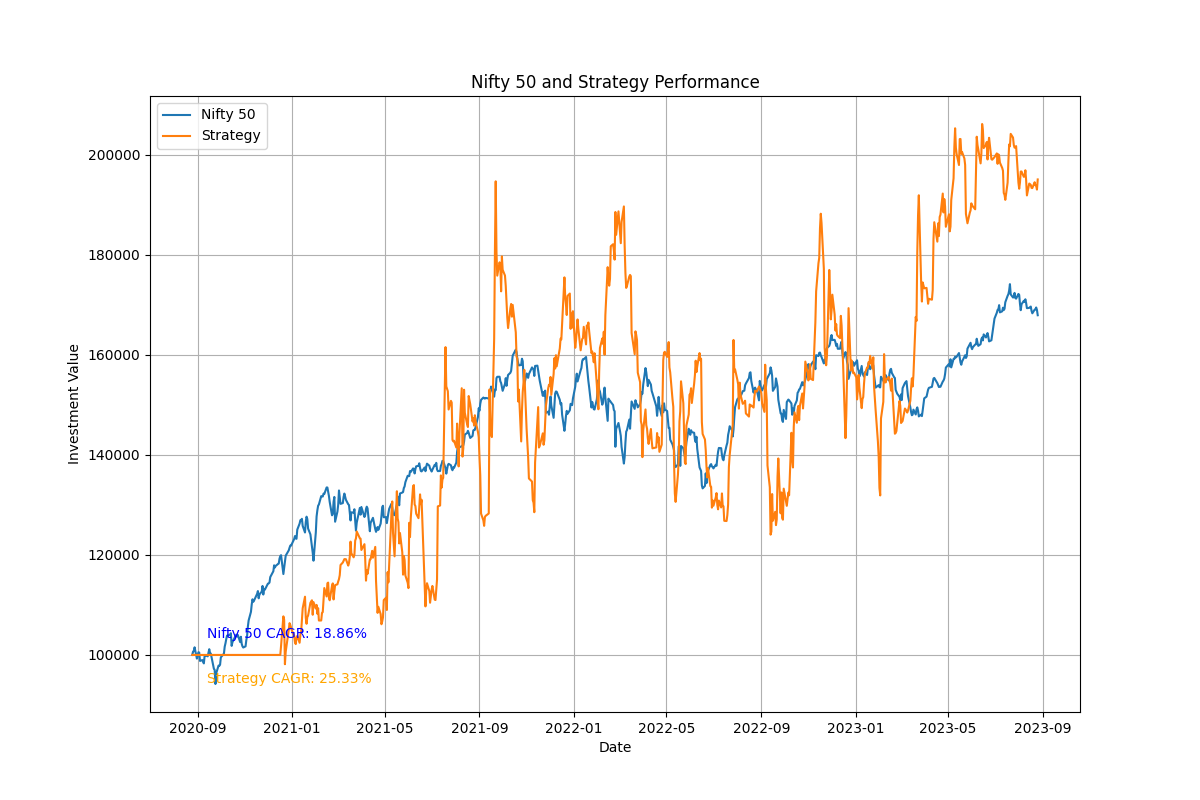 Nifty 50 and Strategy Performance
Nifty 50
Strategy
200000
180000
160000
140000
120000
100000
Investment Value
Nifty 50 CAGR: 18.86%
Strategy CAGR: 25.33%
2020-09
2021-01
2021-05
2021-09
2022-01
2022-05
2022-09
2023-01
2023-05
2023-09
Date